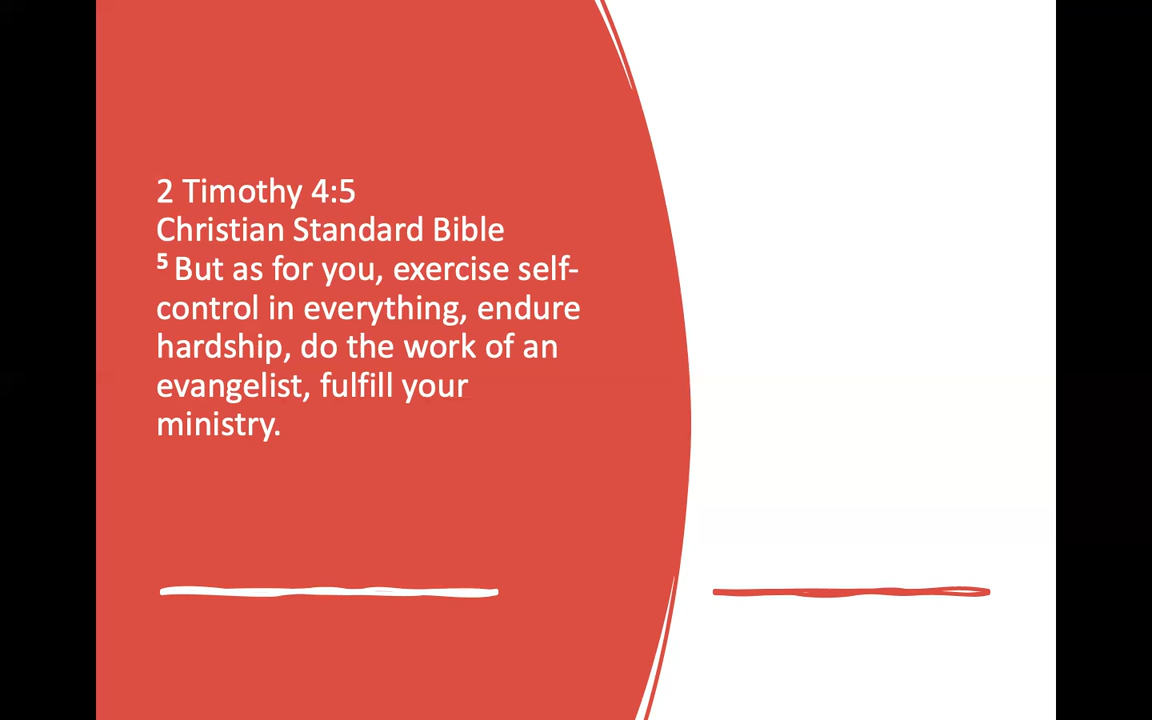 2 Timothy 4:5
Christian Standard Bible
5 But as for you, exercise self-
control in everything, endure
hardship, do the work of an
evangelist, fulfill your
ministry.